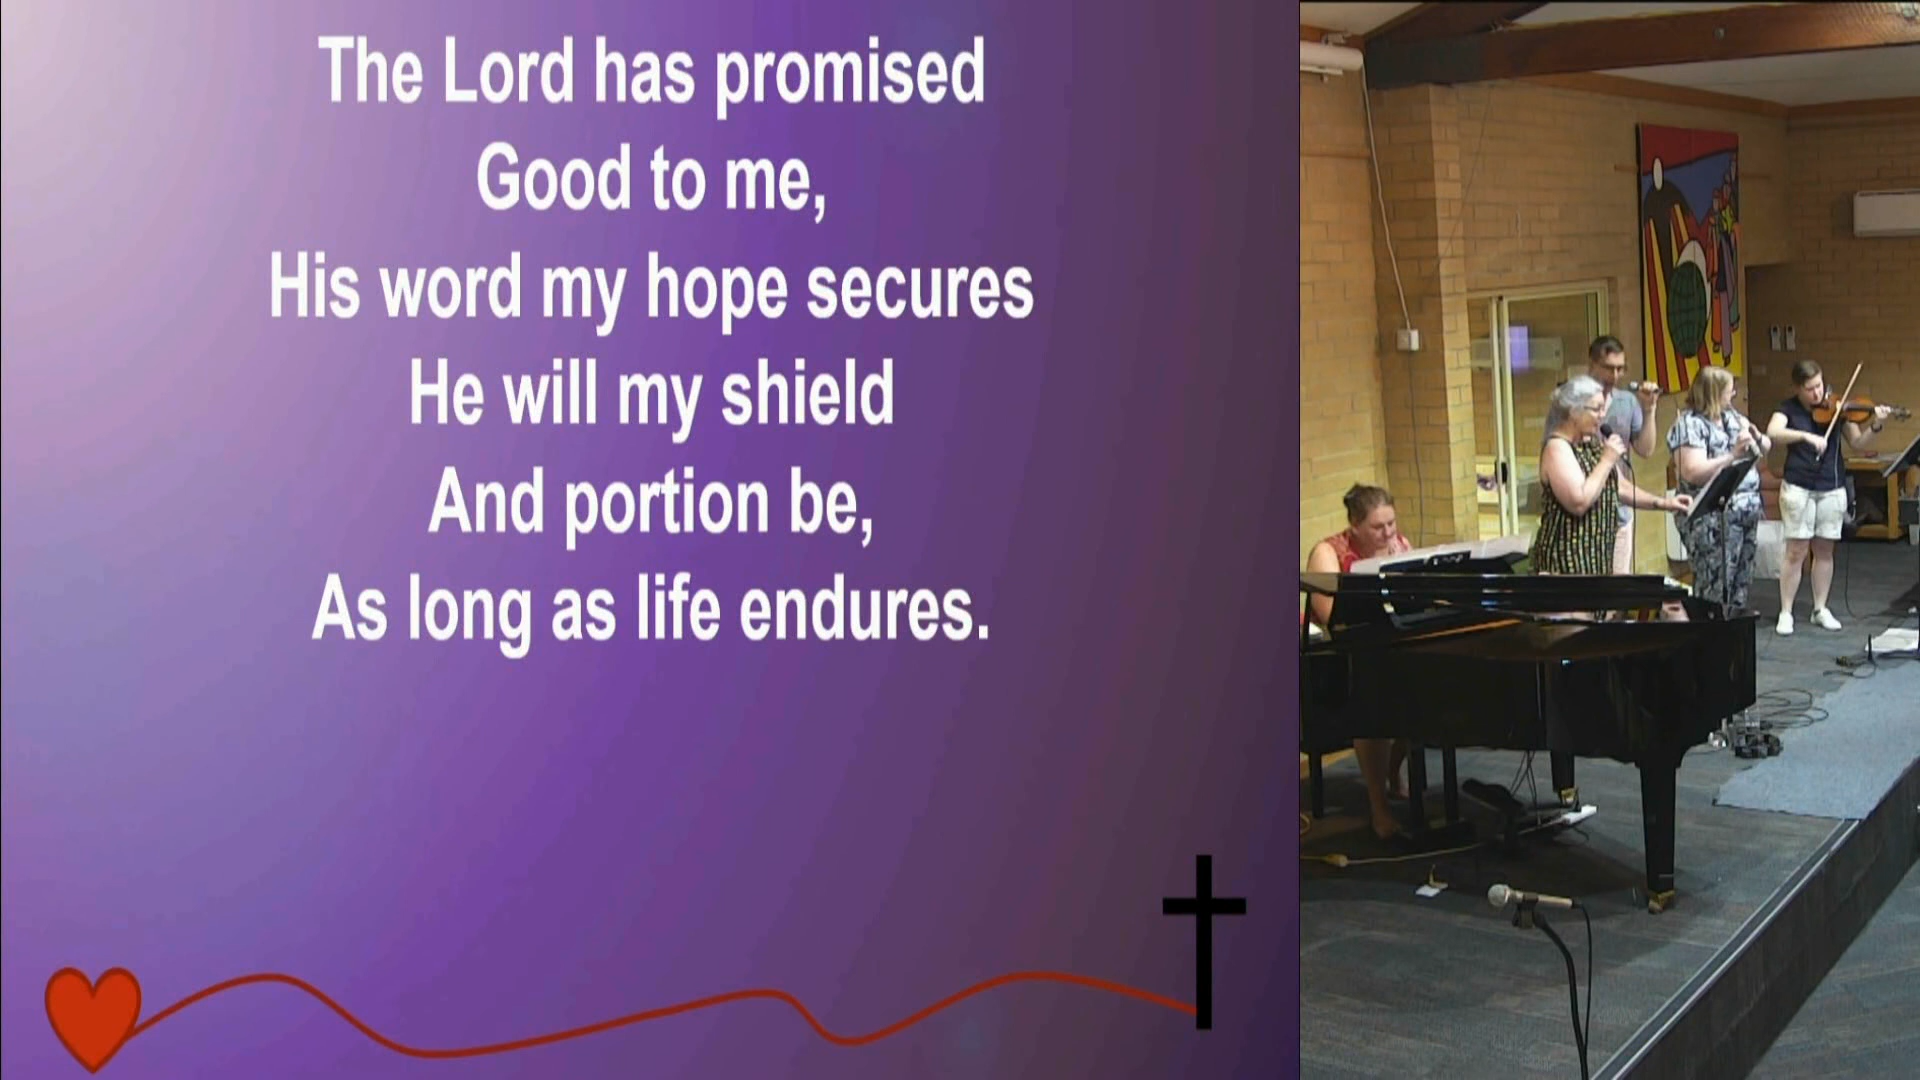 The Lord has promised
Good to me,
His word my hope secures
He will my shield
And portion be,
As long as life endures.